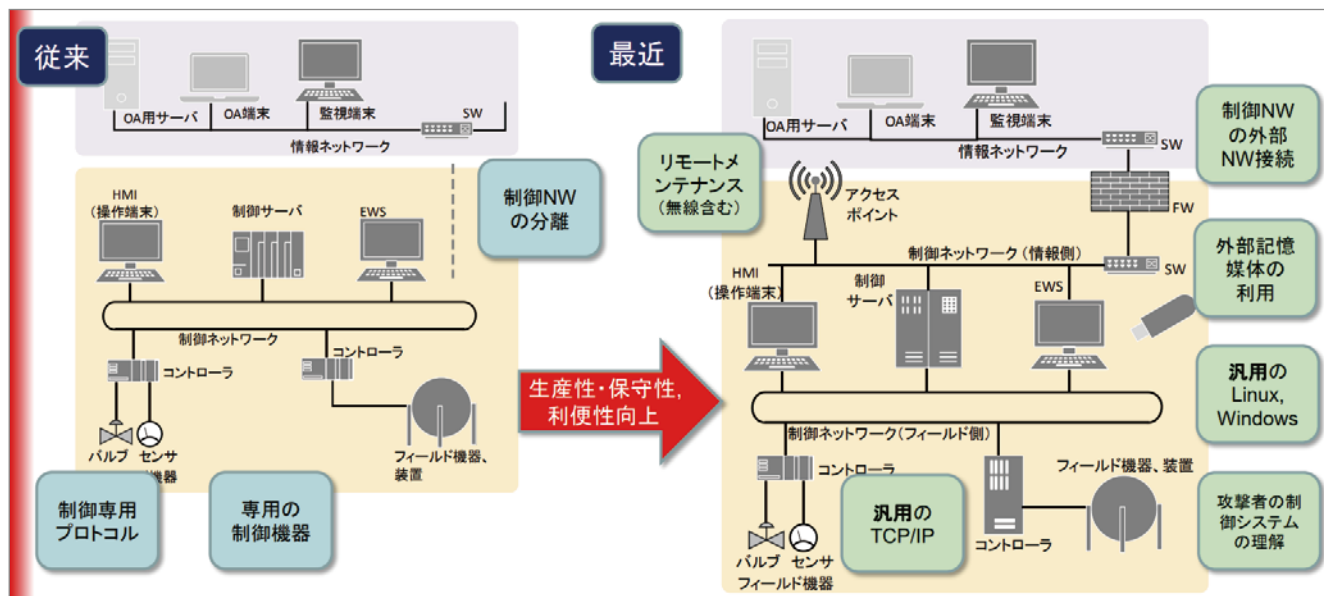 従来
OA用サーバ
OA端末
監視端末
SW
情報ネットワーク
HMI
(操作端末)
制御サーバ
EWS
制御NW
の分離
制御ネットワーク
コントローラ
コントローラ
バルブ
センサ
機器
フィールド機器、
装置
制御専用
プロトコル
専用の
制御機器
生産性・保守性,
利便性向上
最近
OA用サーバ
OA端末
監視端末
SW
情報ネットワーク
制御NW
の外部
NW接続
リモートメ
ンテナンス
(無線含む)
アクセス
ポイント
FW
制御ネットワーク(情報側)
SW
外部記憶
媒体の
利用
HMI
(操作端末)
制御
サーバ
EWS
汎用の
Linux,
Windows
制御ネットワーク(フィールド側)
コントローラ
フィールド機器、装置
汎用の
TCP/IP
コントローラ
攻撃者の制
御システム
の理解
バルブ
センサ
フィールド機器